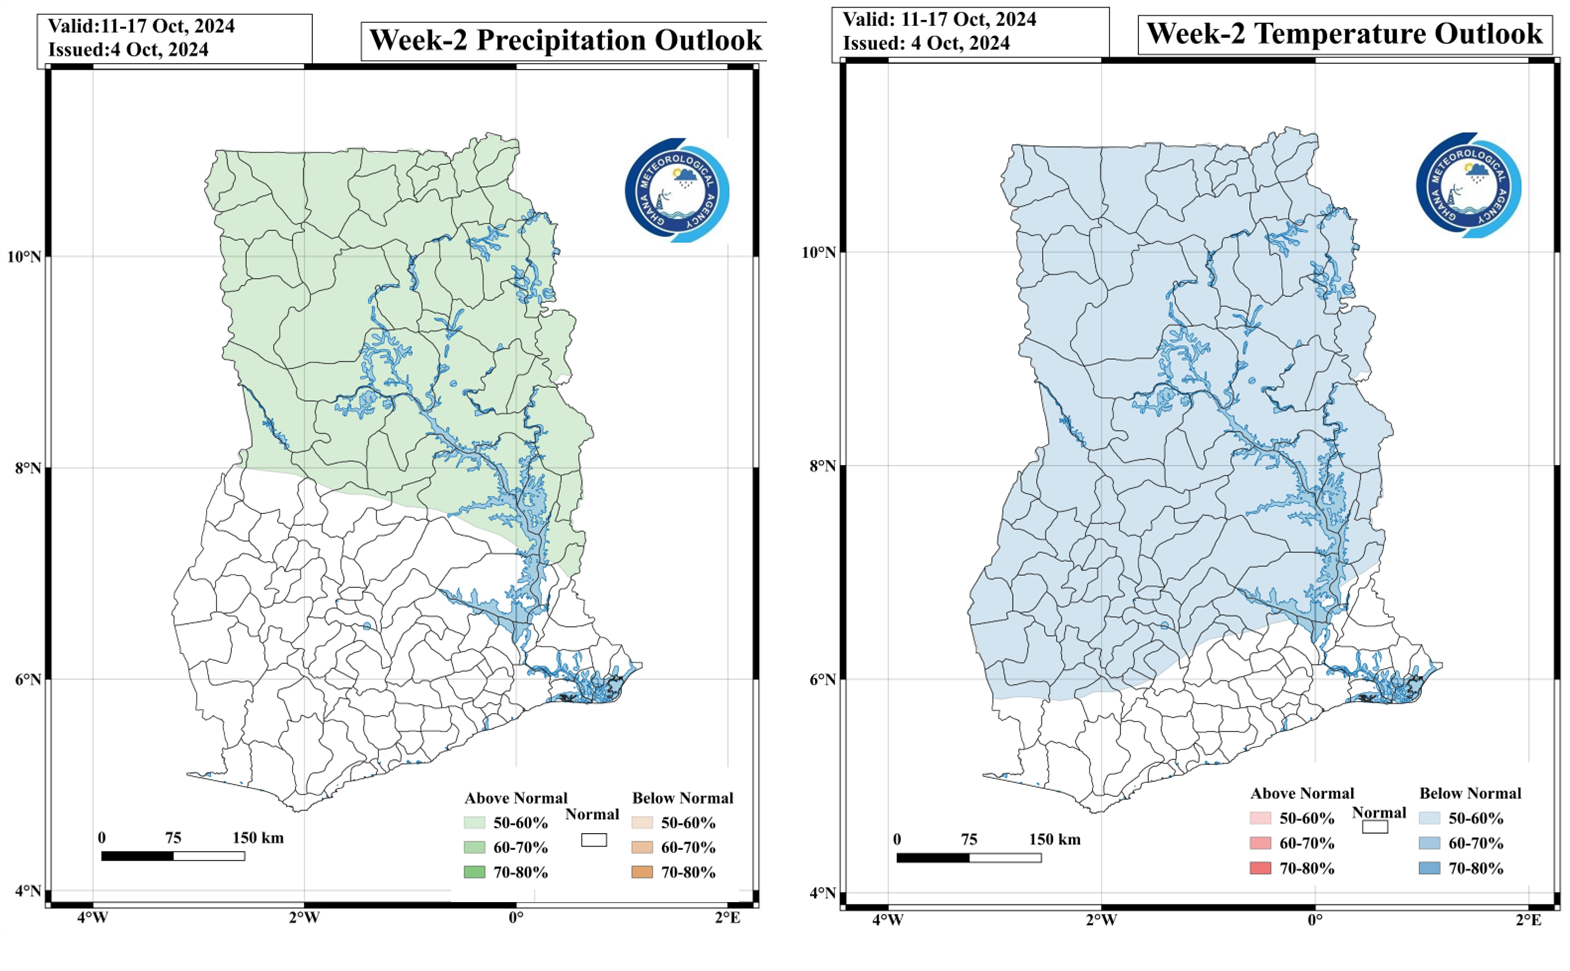 Valid:11-17 Oct, 2024
Issued:4 Oct, 2024
Week-2 Precipitation Outlook
GHANA METEOROLOGICAL AGENCY
10°N
8°N
6°N
4°N
4°W
2°W
0°
2°E
0
75
150 km
Above Normal
50-60%
60-70%
70-80%
Normal
Below Normal
50-60%
60-70%
70-80%
Valid: 11-17 Oct, 2024
Issued: 4 Oct, 2024
Week-2 Temperature Outlook
GHANA METEOROLOGICAL AGENCY
10°N
8°N
6°N
4°N
4°W
2°W
0°
2°E
0
75
150 km
Above Normal
50-60%
60-70%
70-80%
Normal
Below Normal
50-60%
60-70%
70-80%